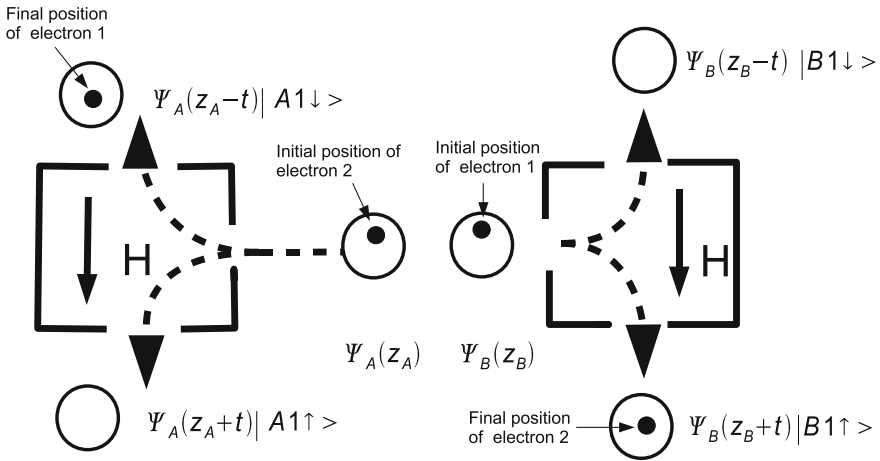 Final position
of electron 1
Ψ_A(z_A−t)| A1↓>
Ψ_B(z_B−t) |B1↓>
Initial position of
electron 2
Initial position
of electron 1
H
H
Ψ_A(z_A)
Ψ_B(z_B)
Ψ_A(z_A+t)| A1↑>
Final position
of electron 2
Ψ_B(z_B+t)|B1↑>